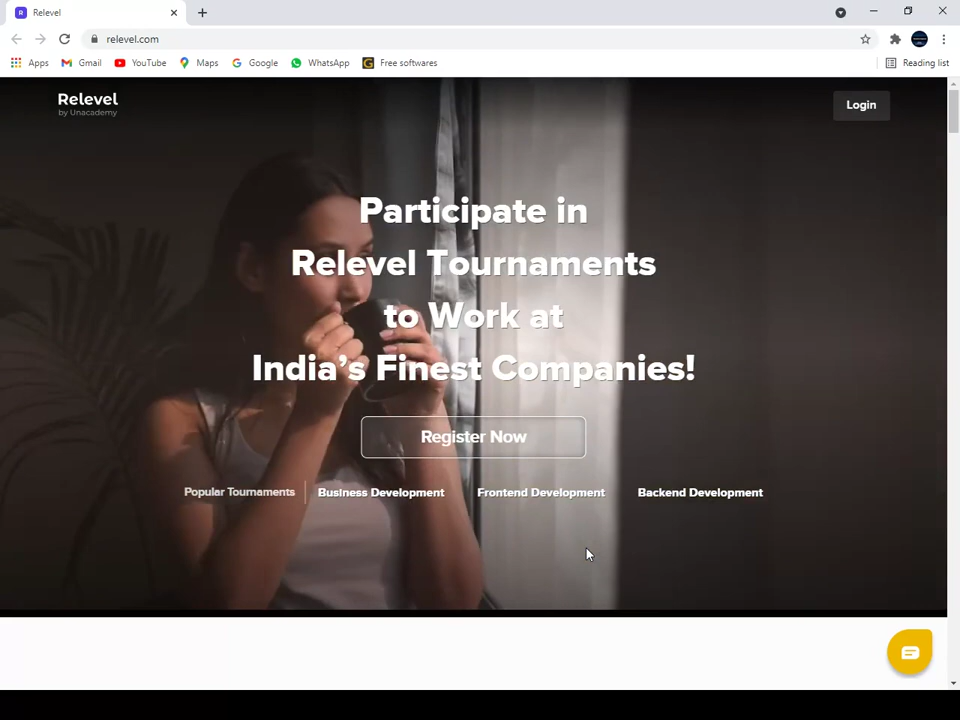 Relevel
relevel.com
Apps
Gmail
YouTube
Maps
Google
WhatsApp
Free softwares
Reading list
Relevel
by Unacademy
Login
Participate in
Relevel Tournaments
to Work at
India's Finest Companies!
Register Now
Popular Tournaments
Business Development
Frontend Development
Backend Development